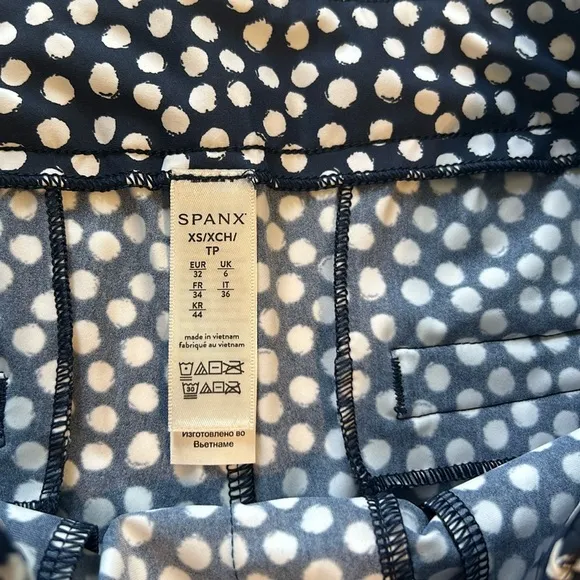 SPANX
XS/XCH/
TP
EUR UK
32 6
FR IT
34 36
KR
44
made in vietnam
fabriqué au vietnam
30
Изготовлено во
Вьетнаме